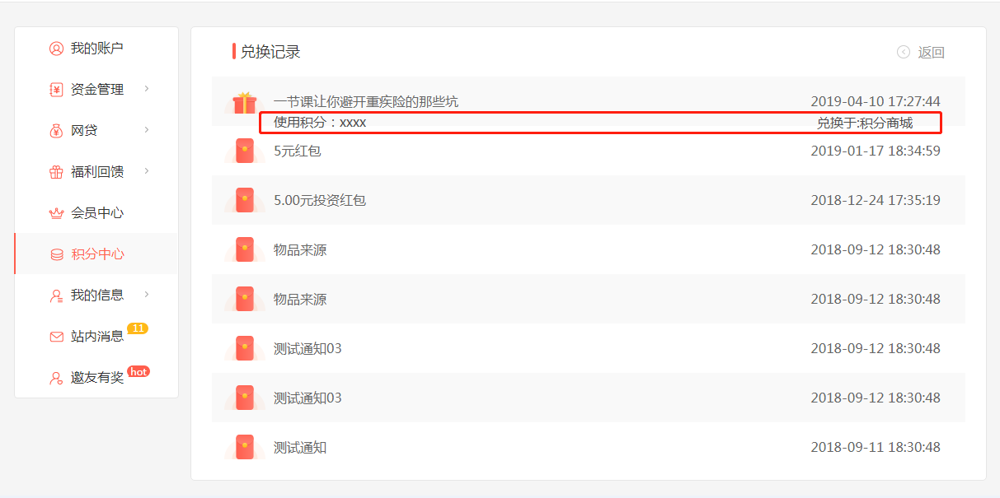 我的账户
资金管理
网贷
福利回馈
会员中心
积分中心
我的信息
站内消息 11
邀友有奖 hot
兑换记录 返回
一节课让你避开重疾险的那些坑 2019-04-10 17:27:44
使用积分：xxxx 兑换于:积分商城
5元红包 2019-01-17 18:34:59
5.00元投资红包 2018-12-24 17:35:19
物品来源 2018-09-12 18:30:48
物品来源 2018-09-12 18:30:48
测试通知03 2018-09-12 18:30:48
测试通知03 2018-09-12 18:30:48
测试通知 2018-09-11 18:30:48